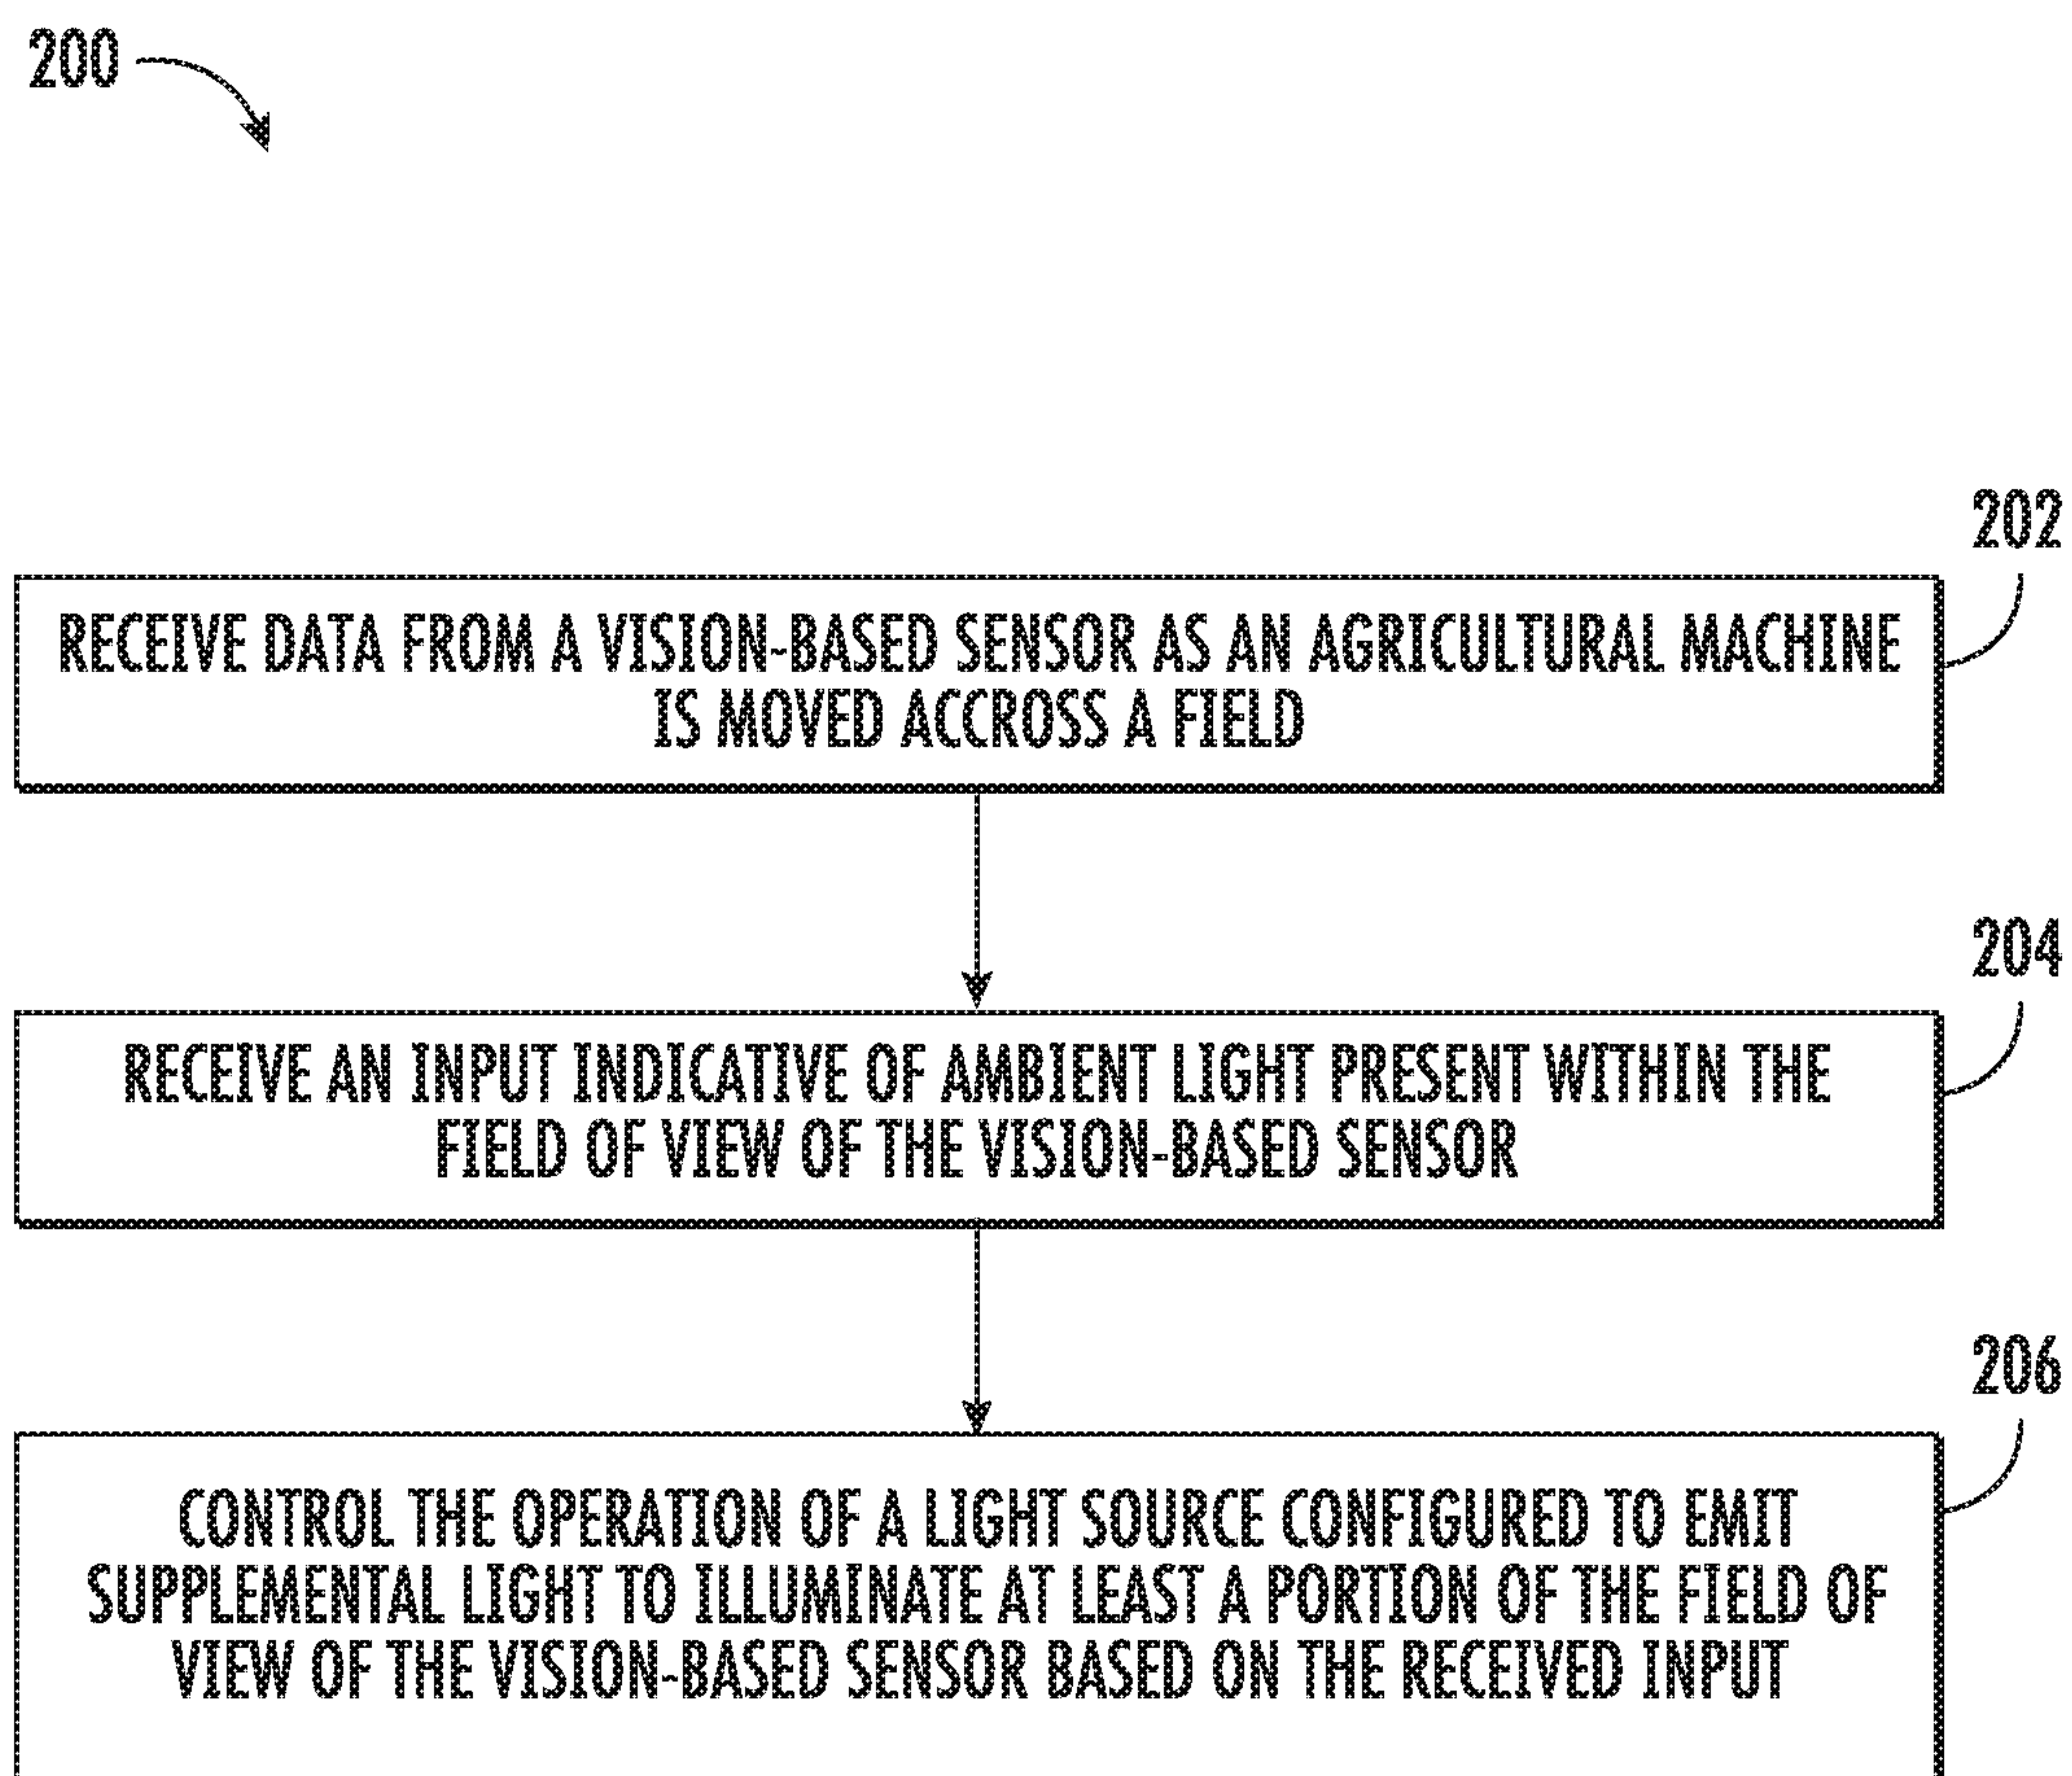 200
202
RECEIVE DATA FROM A VISION-BASED SENSOR AS AN AGRICULTURAL MACHINE
IS MOVED ACCROSS A FIELD
204
RECEIVE AN INPUT INDICATIVE OF AMBIENT LIGHT PRESENT WITHIN THE
FIELD OF VIEW OF THE VISION-BASED SENSOR
206
CONTROL THE OPERATION OF A LIGHT SOURCE CONFIGURED TO EMIT
SUPPLEMENTAL LIGHT TO ILLUMINATE AT LEAST A PORTION OF THE FIELD OF
VIEW OF THE VISION-BASED SENSOR BASED ON THE RECEIVED INPUT